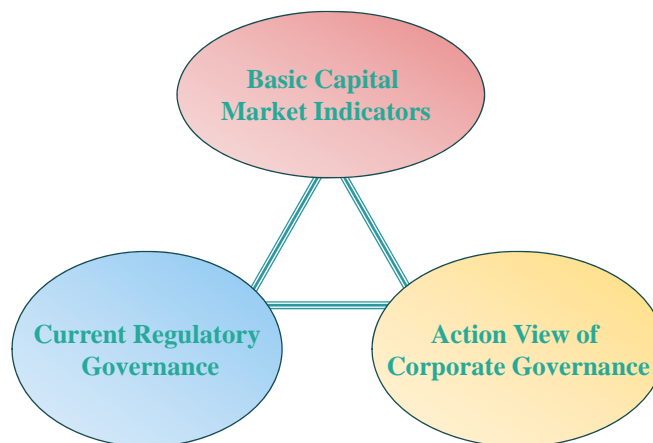 Basic Capital
Market Indicators
Current Regulatory
Governance
Action View of
Corporate Governance